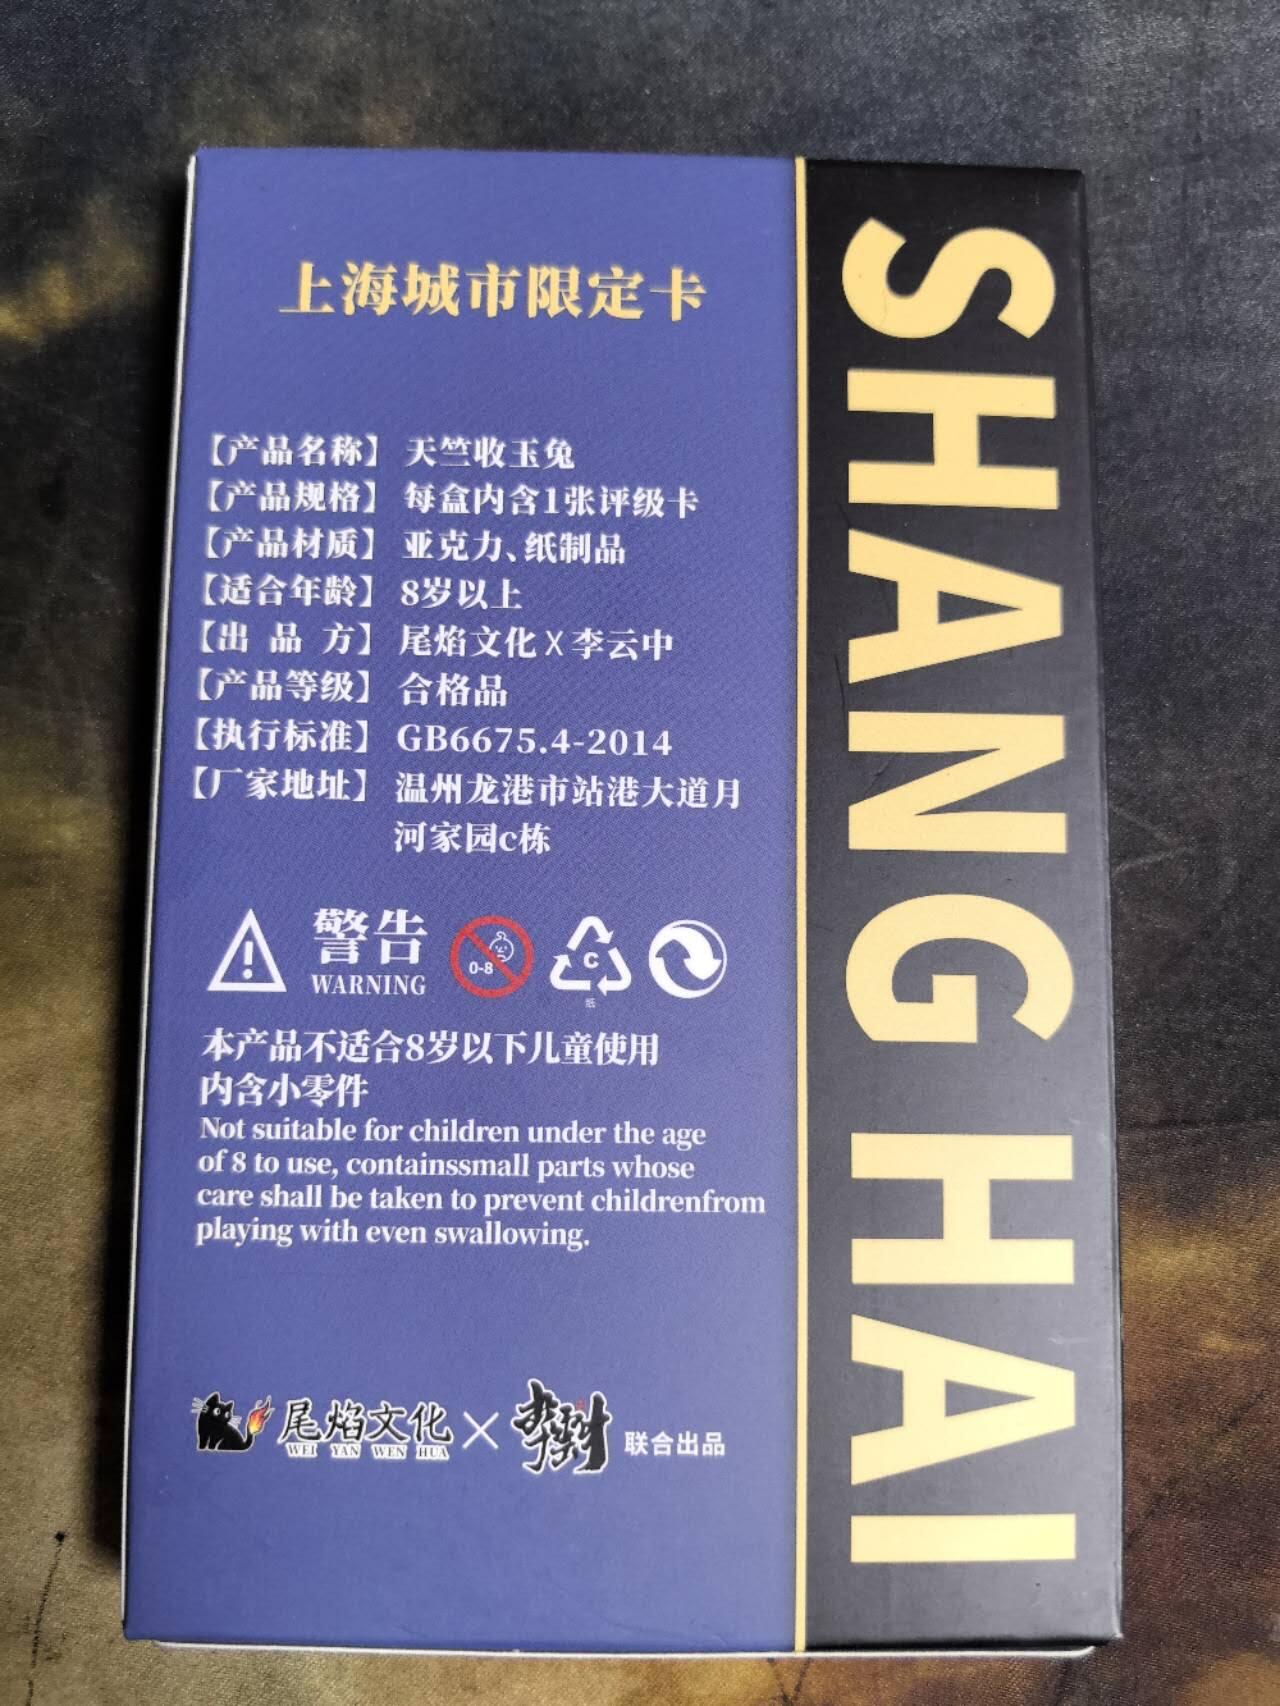 上海城市限定卡
【产品名称】 天竺收玉兔
【产品规格】 每盒内含1张评级卡
【产品材质】 亚克力、纸制品
【适合年龄】 8岁以上
【出 品 方】 尾焰文化 X 李云中
【产品等级】 合格品
【执行标准】 GB6675.4-2014
【厂家地址】 温州龙港市站港大道月
河家园c栋
警告
WARNING
0-8
C
纸
本产品不适合8岁以下儿童使用
内含小零件
Not suitable for children under the age
of 8 to use, containssmall parts whose
care shall be taken to prevent childrenfrom
playing with even swallowing.
尾焰文化
WEI YAN WEN HUA
×
李云中
联合出品
SHANG HAI